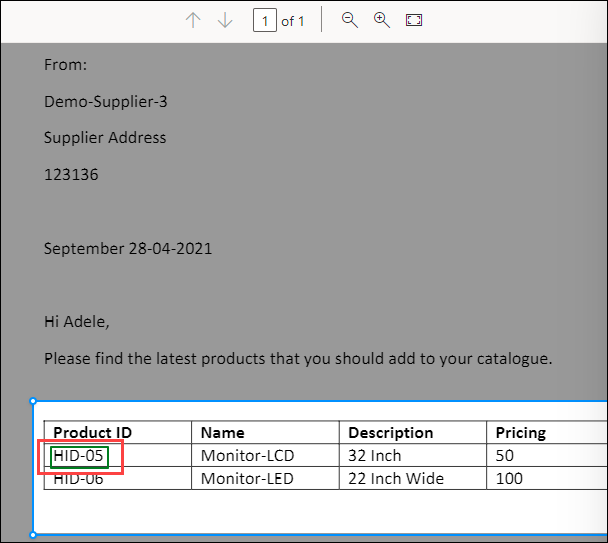 1 of 1
From:
Demo-Supplier-3
Supplier Address
123136
September 28-04-2021
Hi Adele,
Please find the latest products that you should add to your catalogue.
Product ID Name Description Pricing
HID-05 Monitor-LCD 32 Inch 50
HID-06 Monitor-LED 22 Inch Wide 100